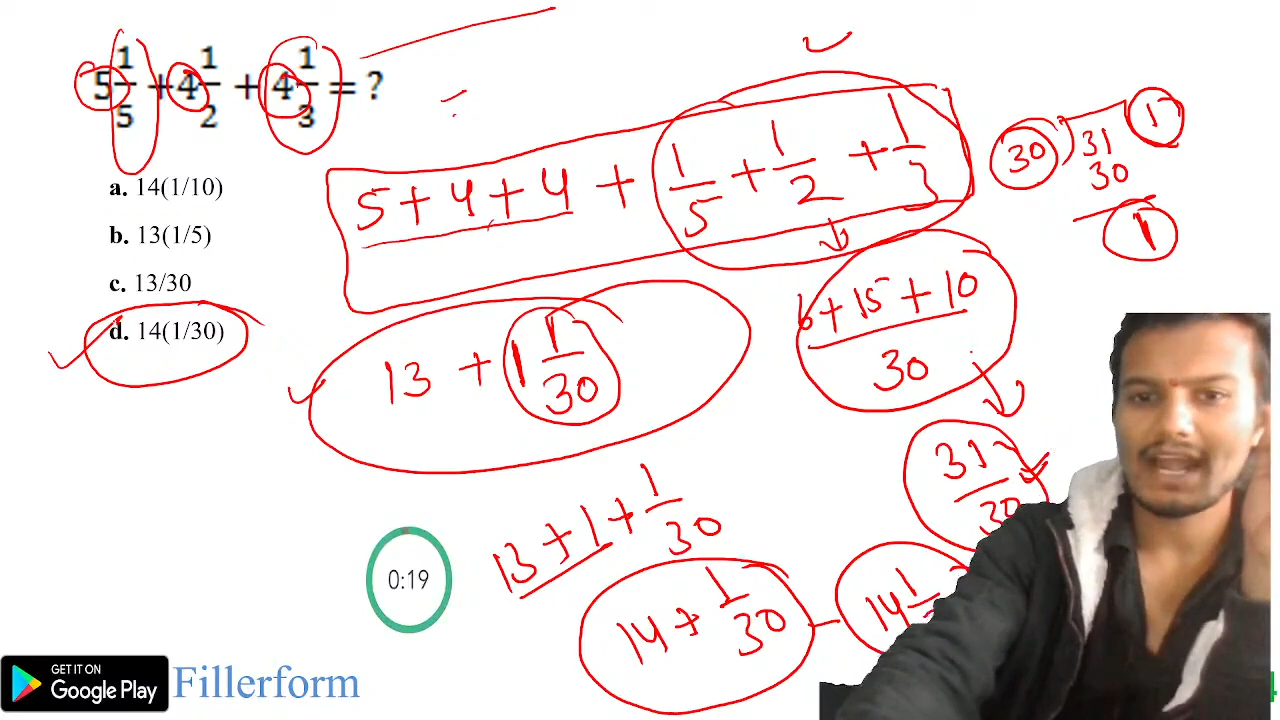 5 1/5 + 4 1/2 + 4 1/3 = ?
a. 14(1/10)
b. 13(1/5)
c. 13/30
d. 14(1/30)
5 + 4 + 4 + 1/5 + 1/2 + 1/3
30 ) 31 1
30
1
6 + 15 + 10
30
13 + 1 1/30
31
30
13 + 1 + 1/30
14 + 1/30
14 1
0:19
GET IT ON
Google Play
Fillerform